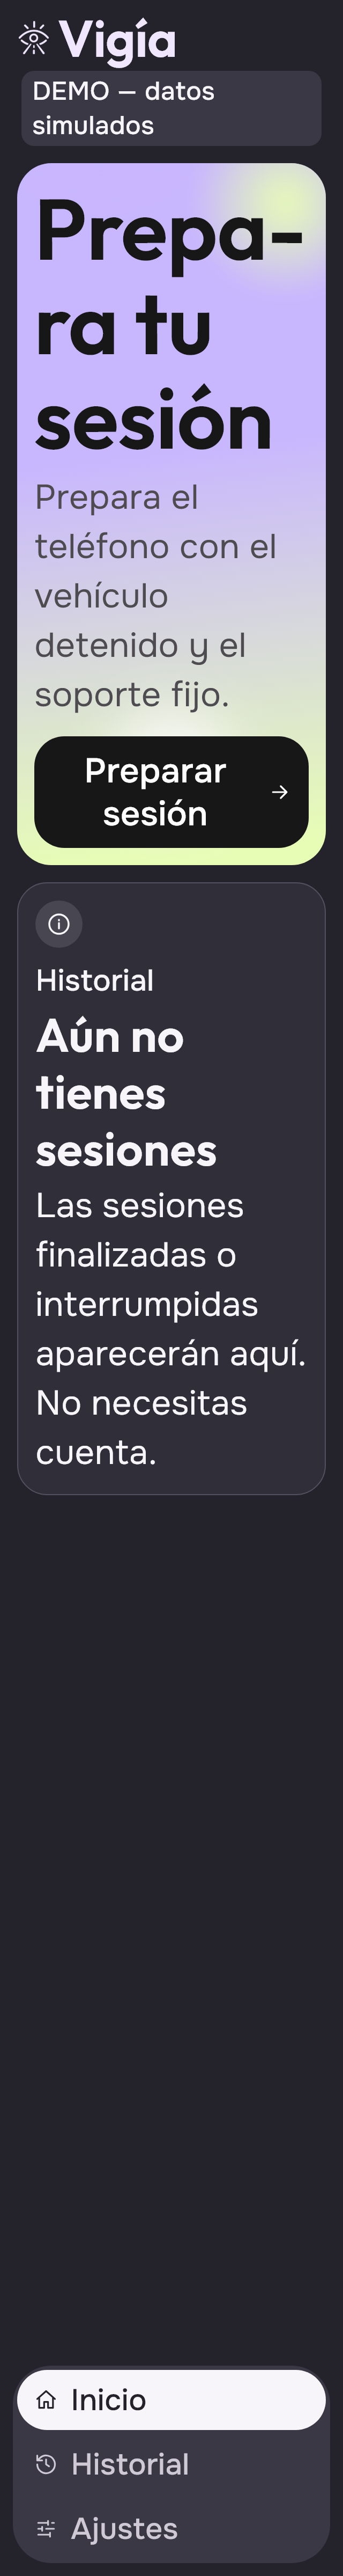 Vigía
DEMO — datos
simulados
Prepa-
ra tu
sesión
Prepara el
teléfono con el
vehículo
detenido y el
soporte fijo.
Preparar
sesión
Historial
Aún no
tienes
sesiones
Las sesiones
finalizadas o
interrumpidas
aparecerán aquí.
No necesitas
cuenta.
Inicio
Historial
Ajustes